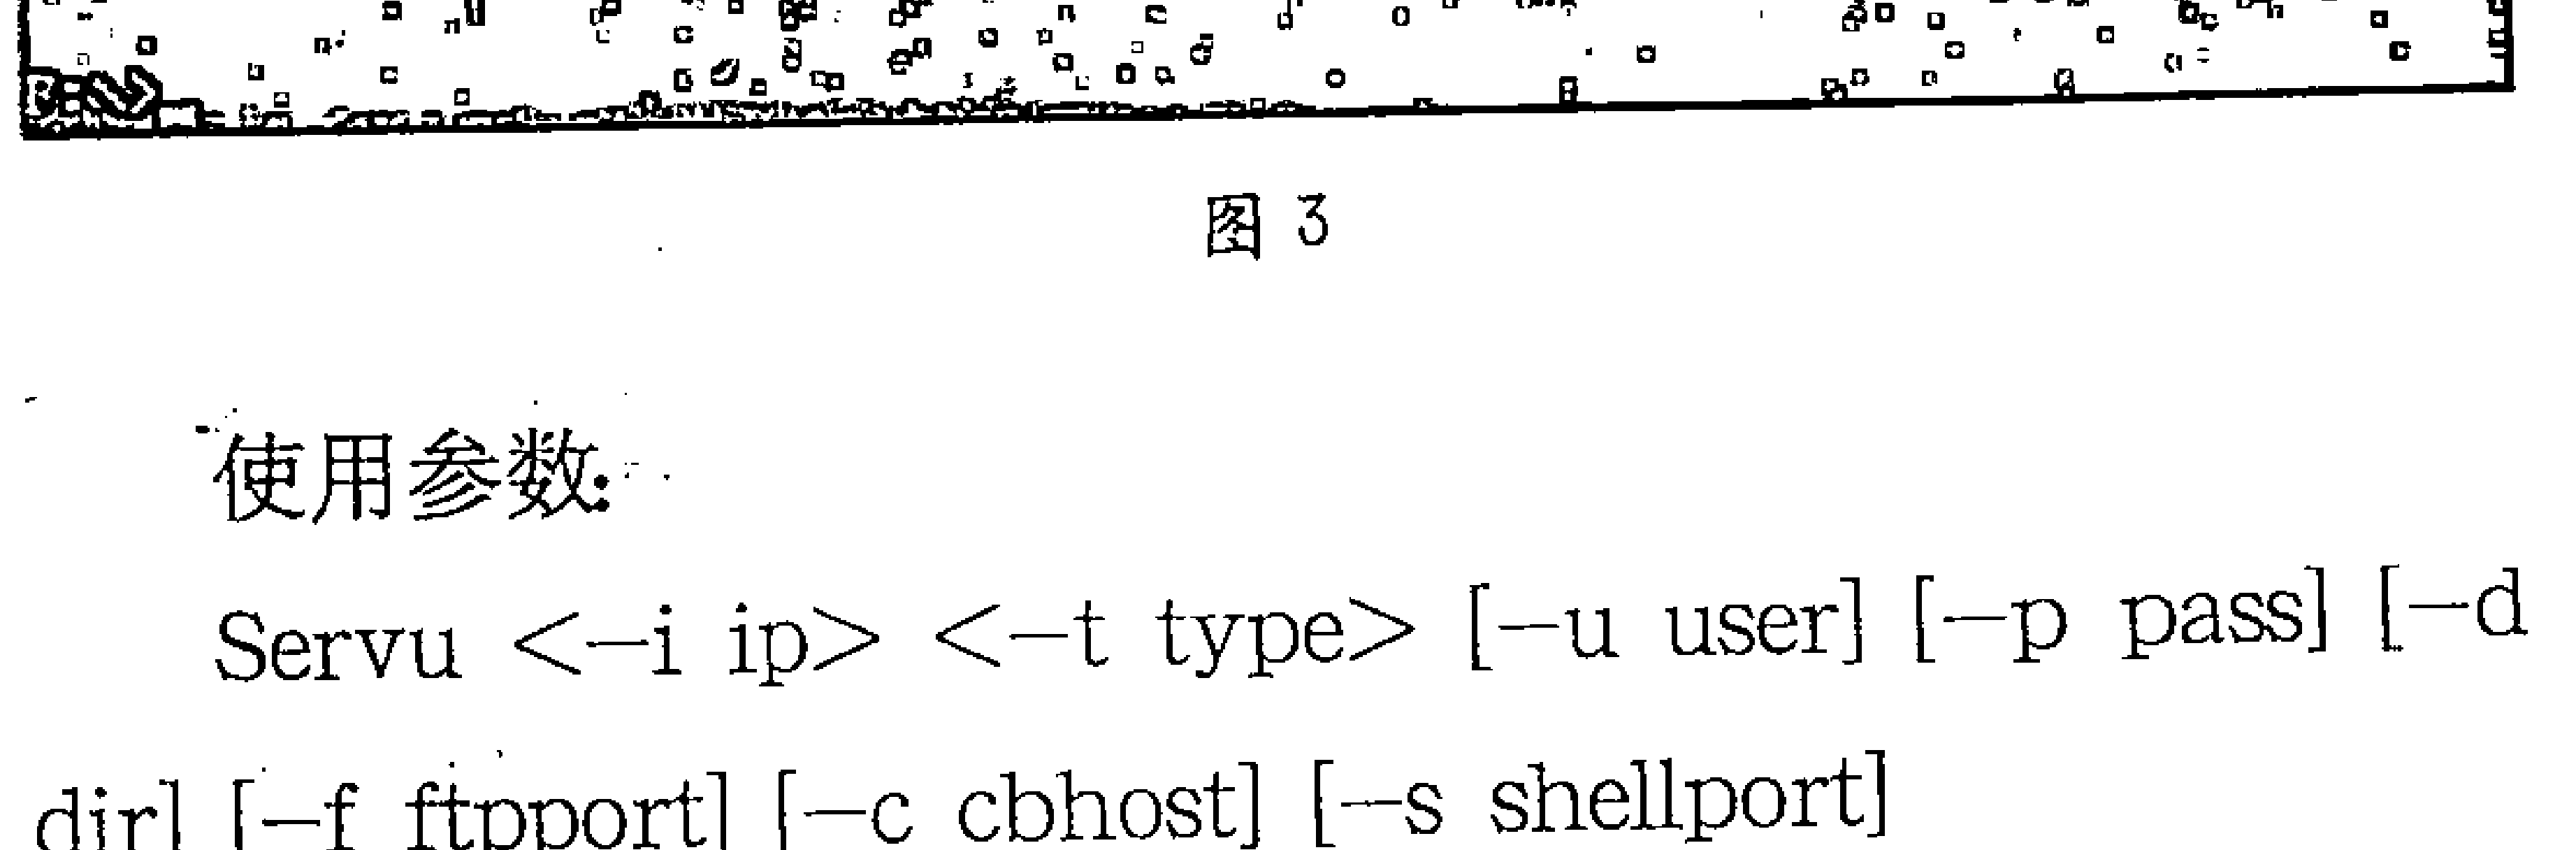 图 3
使用参数:
Servu <-i ip> <-t type> [-u user] [-p pass] [-d
dir] [-f ftpport] [-c cbhost] [-s shellport]